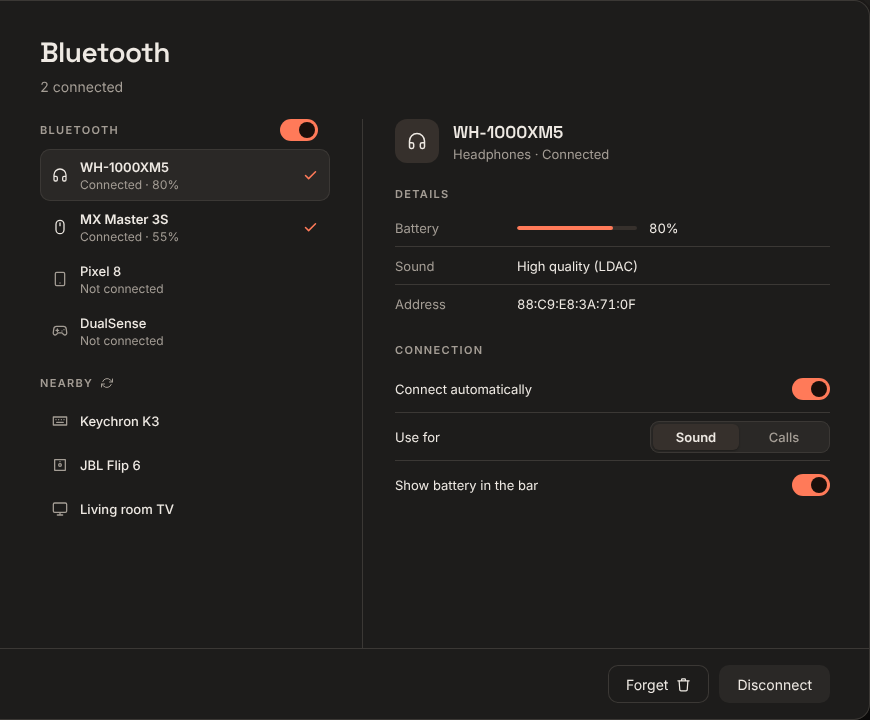 Bluetooth
2 connected
BLUETOOTH
WH-1000XM5
Connected · 80%
MX Master 3S
Connected · 55%
Pixel 8
Not connected
DualSense
Not connected
NEARBY
Keychron K3
JBL Flip 6
Living room TV
WH-1000XM5
Headphones · Connected
DETAILS
Battery 80%
Sound High quality (LDAC)
Address 88:C9:E8:3A:71:0F
CONNECTION
Connect automatically
Use for Sound Calls
Show battery in the bar
Forget Disconnect